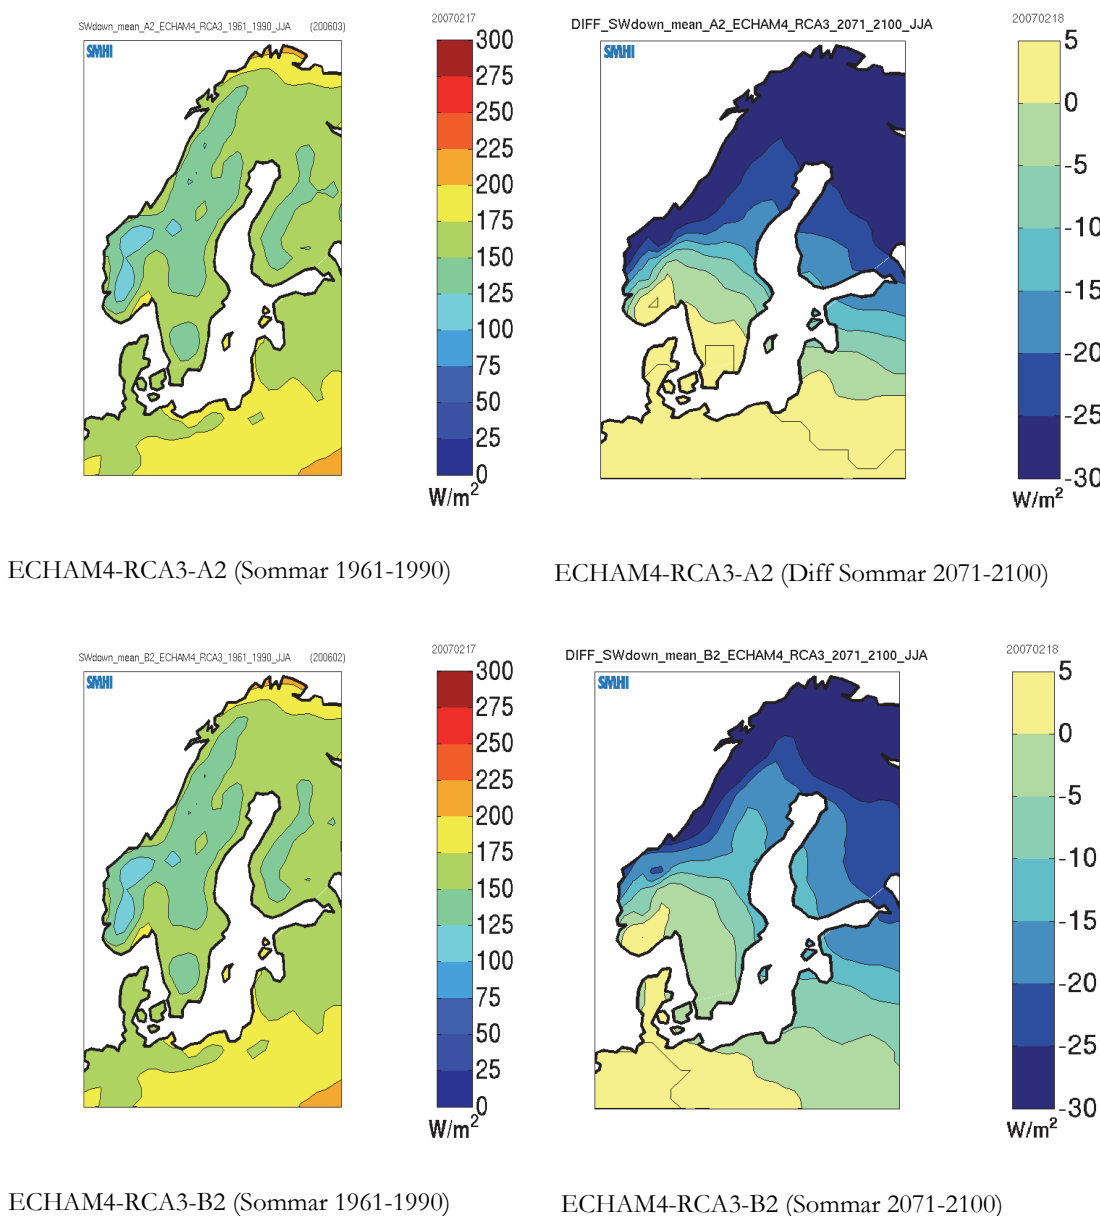 SWdown_mean_A2_ECHAM4_RCA3_1961_1990_JJA (200603) 20070217
SMHI
300
275
250
225
200
175
150
125
100
75
50
25
0
W/m²
DIFF_SWdown_mean_A2_ECHAM4_RCA3_2071_2100_JJA 20070218
SMHI
5
0
-5
-10
-15
-20
-25
-30
W/m²
ECHAM4-RCA3-A2 (Sommar 1961-1990)
ECHAM4-RCA3-A2 (Diff Sommar 2071-2100)
SWdown_mean_B2_ECHAM4_RCA3_1961_1990_JJA (200602) 20070217
SMHI
300
275
250
225
200
175
150
125
100
75
50
25
0
W/m²
DIFF_SWdown_mean_B2_ECHAM4_RCA3_2071_2100_JJA 20070218
SMHI
5
0
-5
-10
-15
-20
-25
-30
W/m²
ECHAM4-RCA3-B2 (Sommar 1961-1990)
ECHAM4-RCA3-B2 (Sommar 2071-2100)